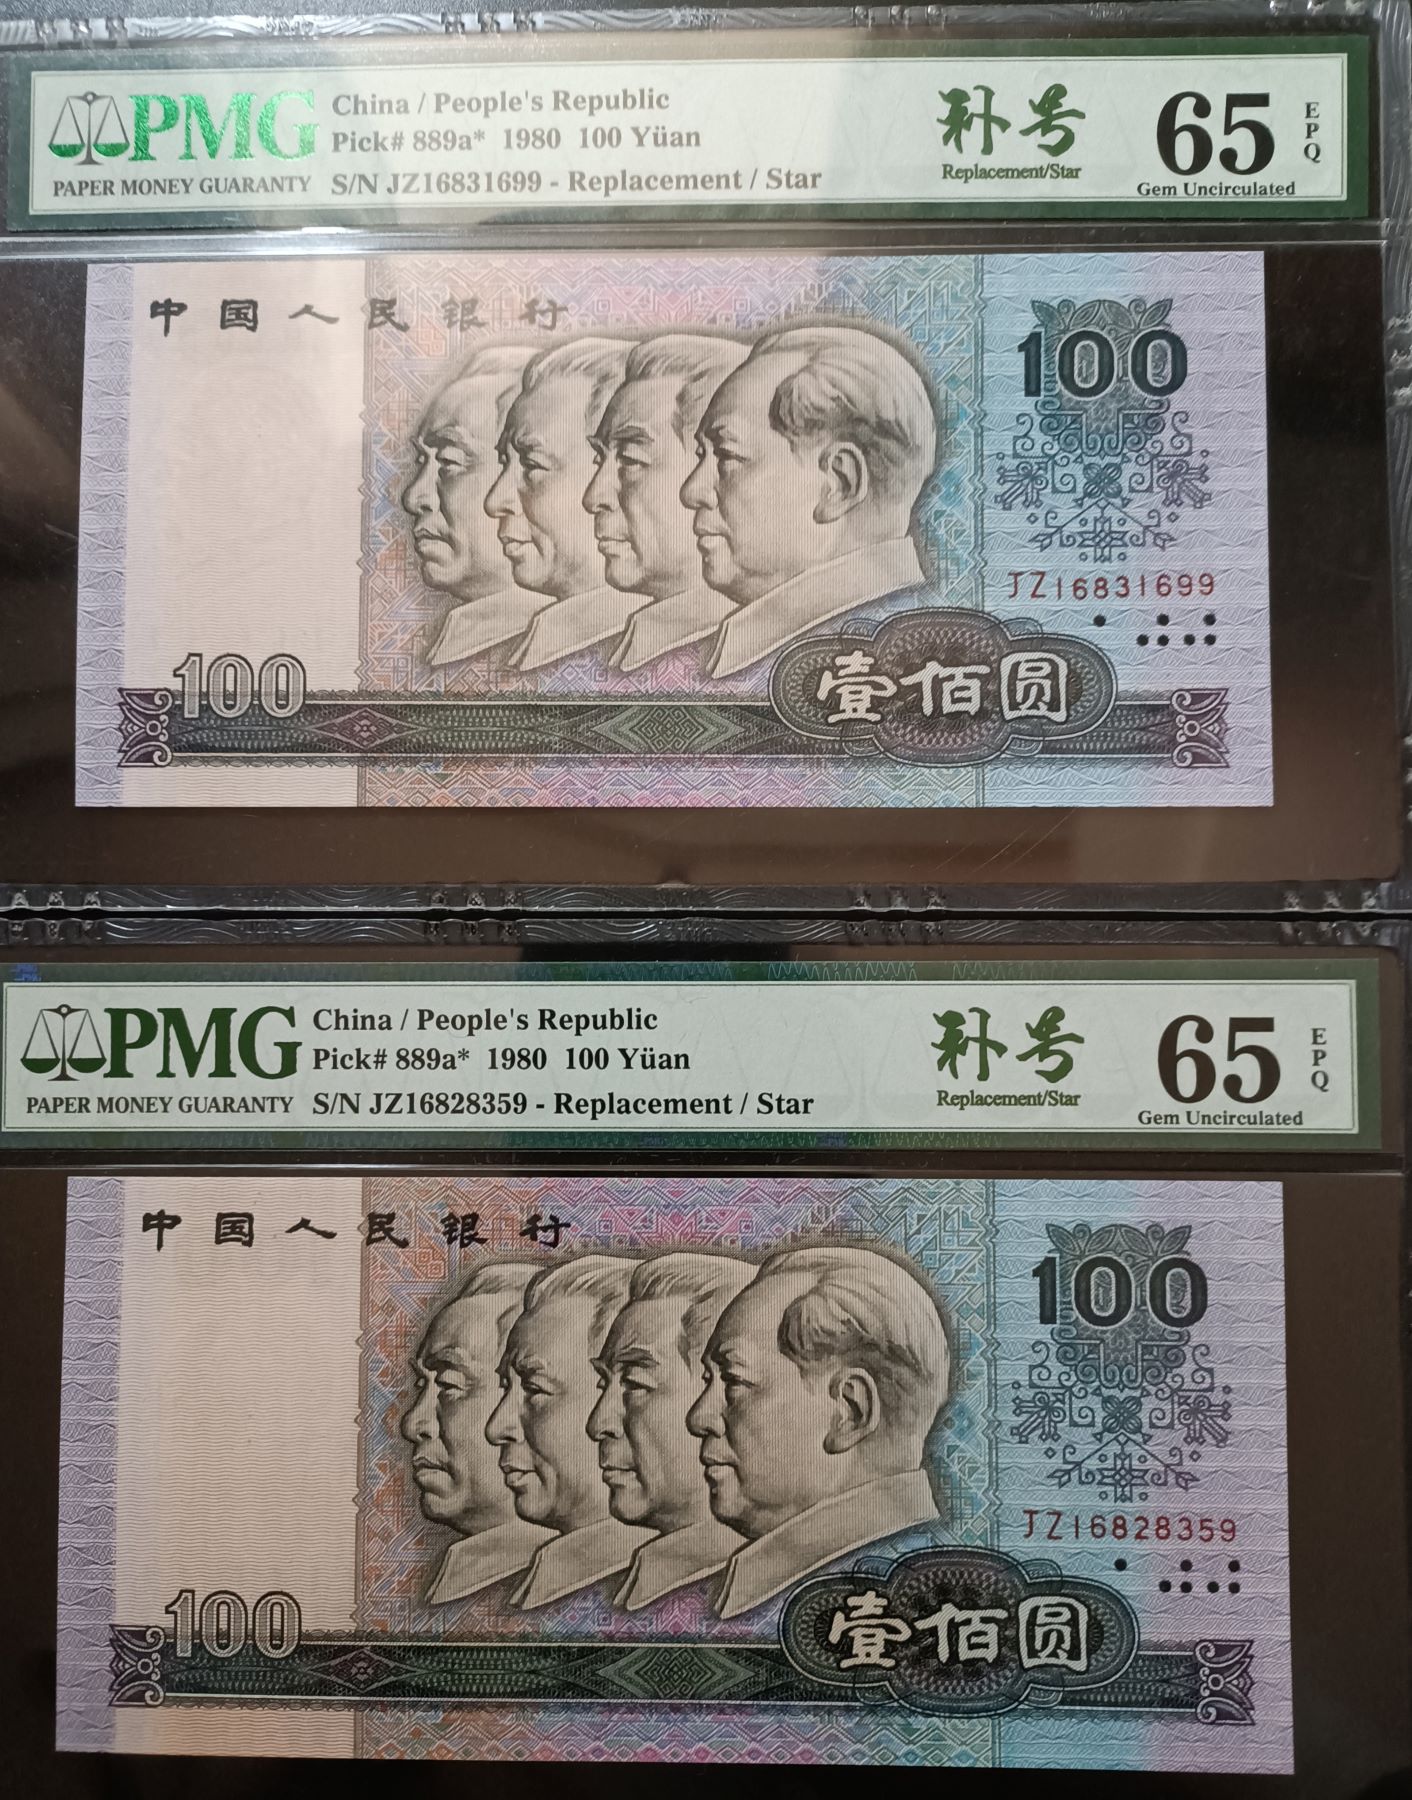 PMG
PAPER MONEY GUARANTY
China / People's Republic
Pick# 889a* 1980 100 Yüan
S/N JZ16831699 - Replacement / Star
补号
Replacement/Star
65
EPQ
Gem Uncirculated
中国人民银行
100
JZ16831699
100
壹佰圆
PMG
PAPER MONEY GUARANTY
China / People's Republic
Pick# 889a* 1980 100 Yüan
S/N JZ16828359 - Replacement / Star
补号
Replacement/Star
65
EPQ
Gem Uncirculated
中国人民银行
100
JZ16828359
100
壹佰圆